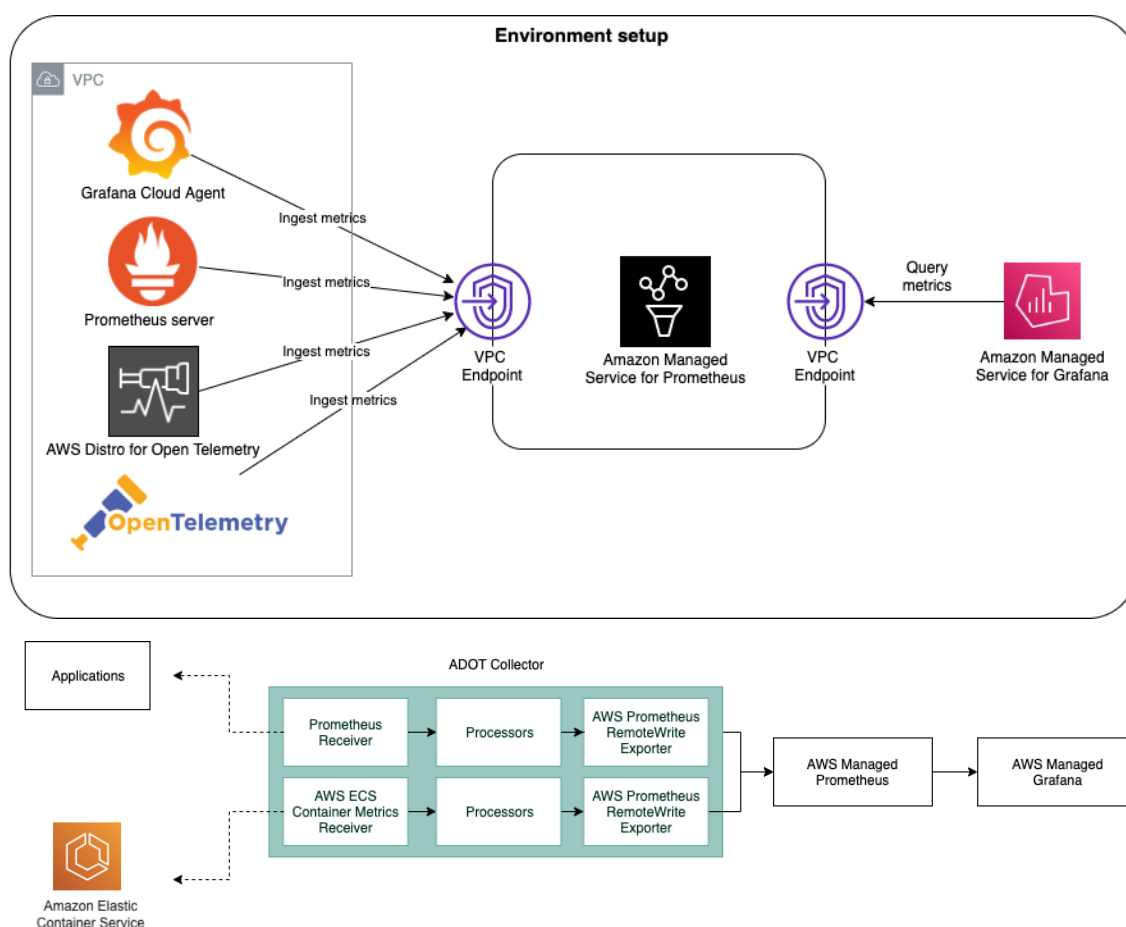 Environment setup
VPC
Grafana Cloud Agent
Ingest metrics
Prometheus server
Ingest metrics
AWS Distro for Open Telemetry
Ingest metrics
OpenTelemetry
Ingest metrics
VPC
Endpoint
Amazon Managed
Service for Prometheus
VPC
Endpoint
Query
metrics
Amazon Managed
Service for Grafana
Applications
ADOT Collector
Prometheus
Receiver
Processors
AWS Prometheus
RemoteWrite
Exporter
AWS ECS
Container Metrics
Receiver
Processors
AWS Prometheus
RemoteWrite
Exporter
AWS Managed
Prometheus
AWS Managed
Grafana
Amazon Elastic
Container Service